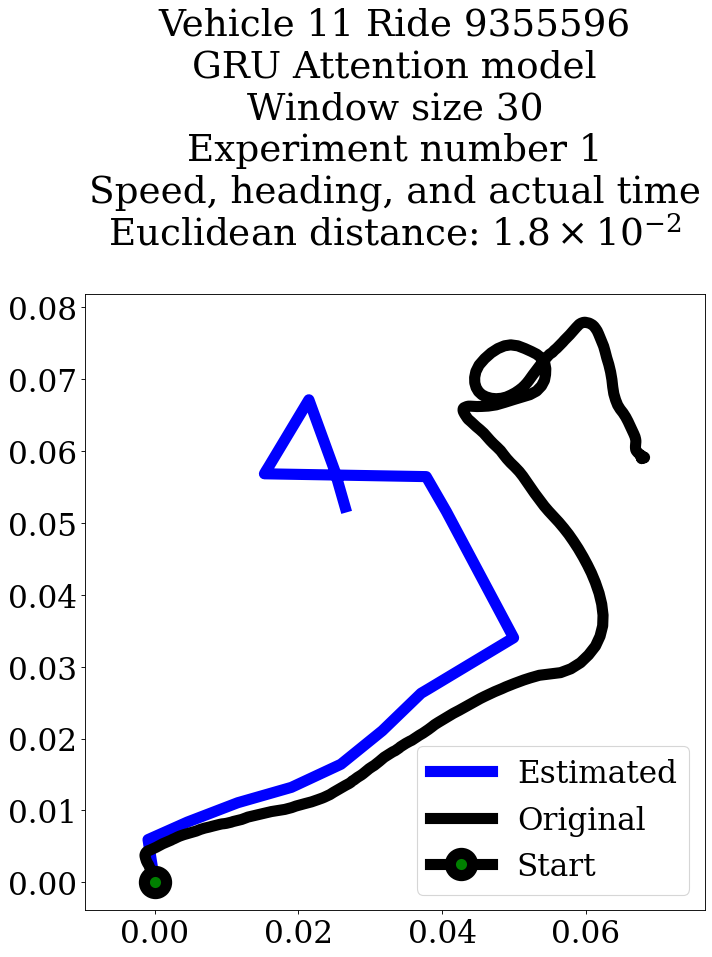 Vehicle 11 Ride 9355596
GRU Attention model
Window size 30
Experiment number 1
Speed, heading, and actual time
Euclidean distance: 1.8 × 10⁻²
0.08
0.07
0.06
0.05
0.04
0.03
0.02
0.01
0.00
Estimated
Original
Start
0.00 0.02 0.04 0.06